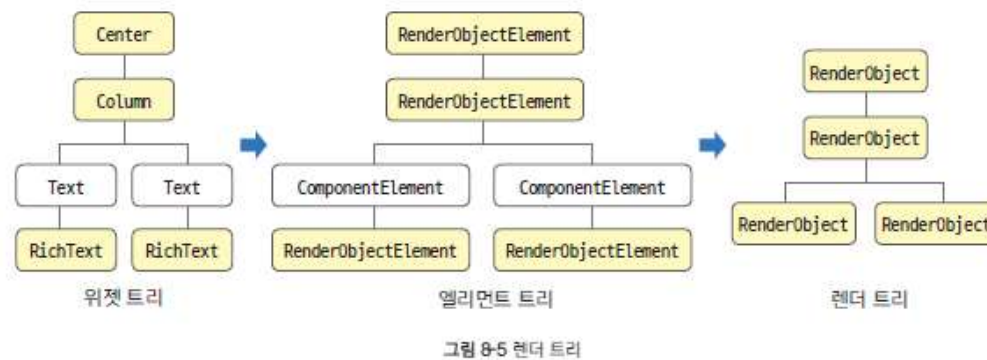 Center
Column
Text Text
RichText RichText
위젯 트리
RenderObjectElement
RenderObjectElement
ComponentElement ComponentElement
RenderObjectElement RenderObjectElement
엘리먼트 트리
RenderObject
RenderObject
RenderObject RenderObject
렌더 트리
그림 8-5 렌더 트리